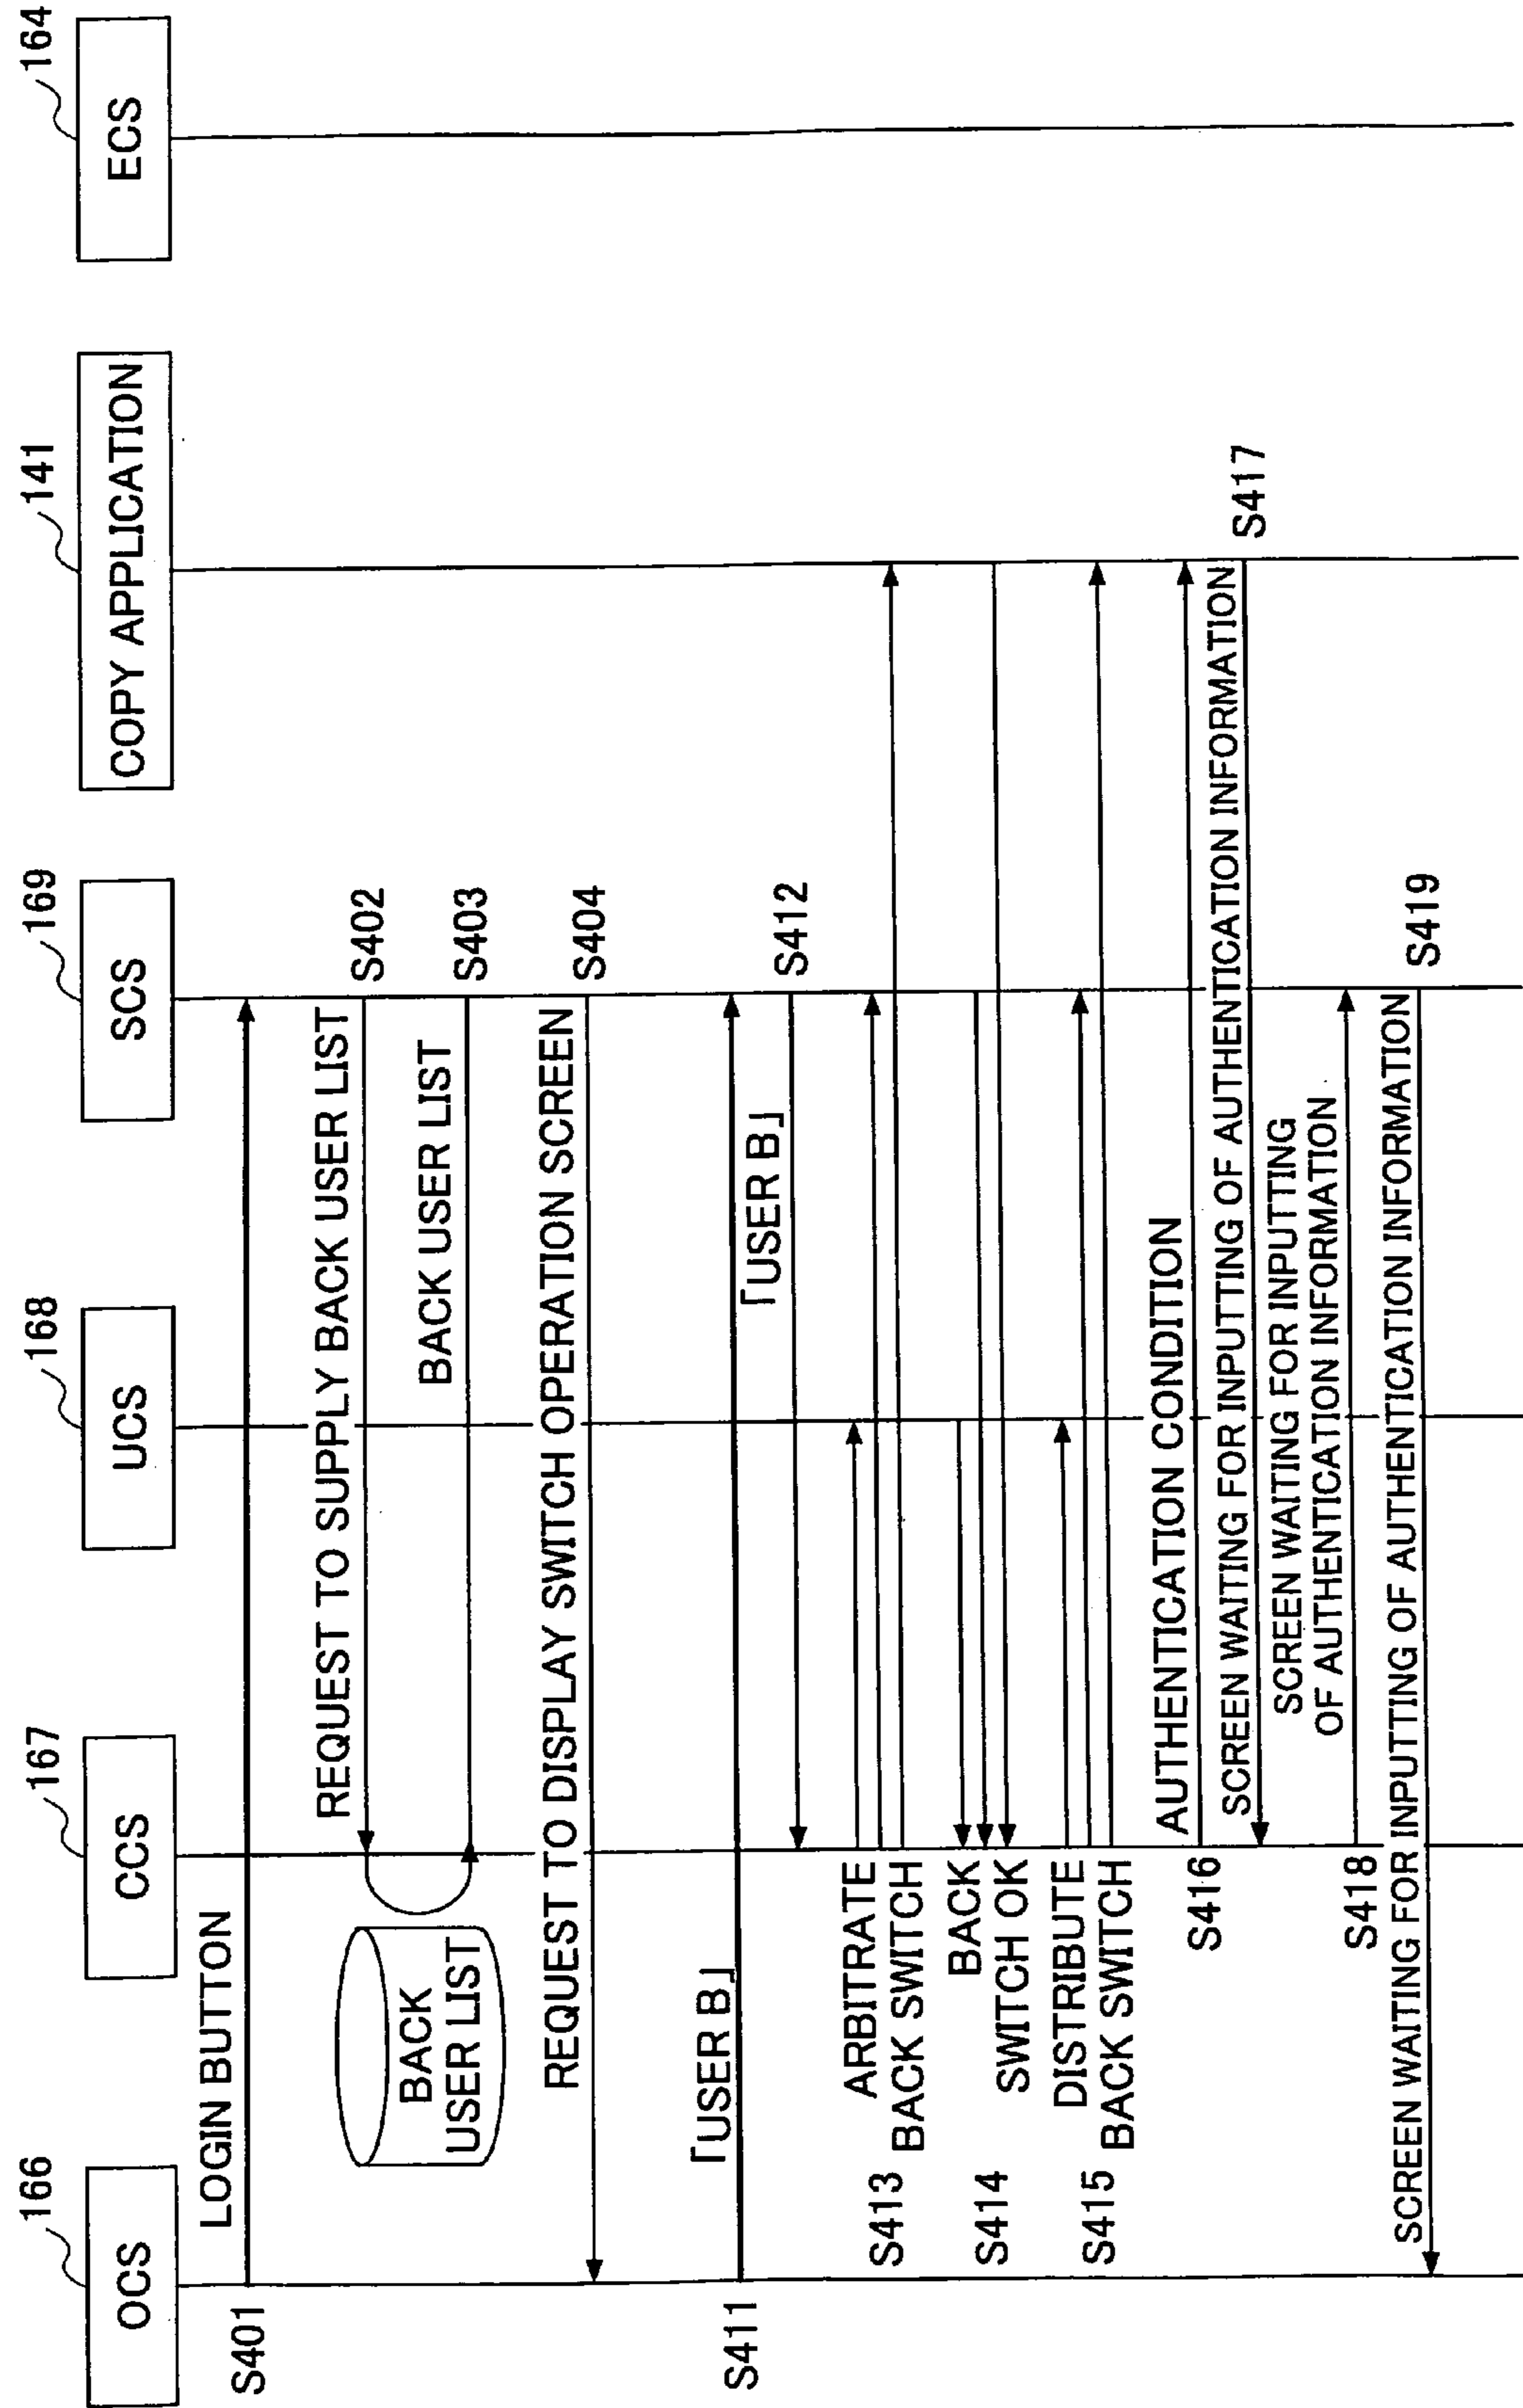 166
OCS
167
CCS
168
UCS
169
SCS
141
COPY APPLICATION
164
ECS
S401
LOGIN BUTTON
REQUEST TO SUPPLY BACK USER LIST
S402
BACK
USER LIST
BACK USER LIST
S403
REQUEST TO DISPLAY SWITCH OPERATION SCREEN
S404
S411
「USER B」
「USER B」
S412
S413
ARBITRATE
BACK SWITCH
S414
BACK
SWITCH OK
S415
DISTRIBUTE
BACK SWITCH
S416
AUTHENTICATION CONDITION
SCREEN WAITING FOR INPUTTING OF AUTHENTICATION INFORMATION
S417
S418
SCREEN WAITING FOR INPUTTING
OF AUTHENTICATION INFORMATION
SCREEN WAITING FOR INPUTTING OF AUTHENTICATION INFORMATION
S419